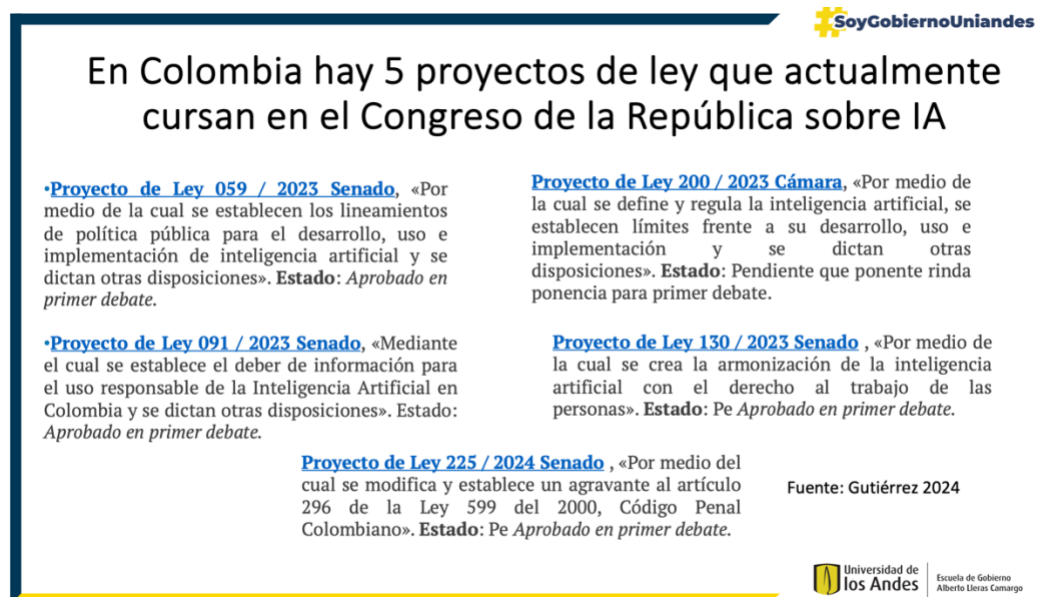 #SoyGobiernoUniandes
En Colombia hay 5 proyectos de ley que actualmente
cursan en el Congreso de la República sobre IA
•Proyecto de Ley 059 / 2023 Senado, «Por
medio de la cual se establecen los lineamientos
de política pública para el desarrollo, uso e
implementación de inteligencia artificial y se
dictan otras disposiciones». Estado: Aprobado en
primer debate.
Proyecto de Ley 200 / 2023 Cámara, «Por medio de
la cual se define y regula la inteligencia artificial, se
establecen límites frente a su desarrollo, uso e
implementación y se dictan otras
disposiciones». Estado: Pendiente que ponente rinda
ponencia para primer debate.
•Proyecto de Ley 091 / 2023 Senado, «Mediante
el cual se establece el deber de información para
el uso responsable de la Inteligencia Artificial en
Colombia y se dictan otras disposiciones». Estado:
Aprobado en primer debate.
Proyecto de Ley 130 / 2023 Senado , «Por medio de
la cual se crea la armonización de la inteligencia
artificial con el derecho al trabajo de las
personas». Estado: Pe Aprobado en primer debate.
Proyecto de Ley 225 / 2024 Senado , «Por medio del
cual se modifica y establece un agravante al artículo
296 de la Ley 599 del 2000, Código Penal
Colombiano». Estado: Pe Aprobado en primer debate.
Fuente: Gutiérrez 2024
Universidad de
los Andes
Escuela de Gobierno
Alberto Lleras Camargo